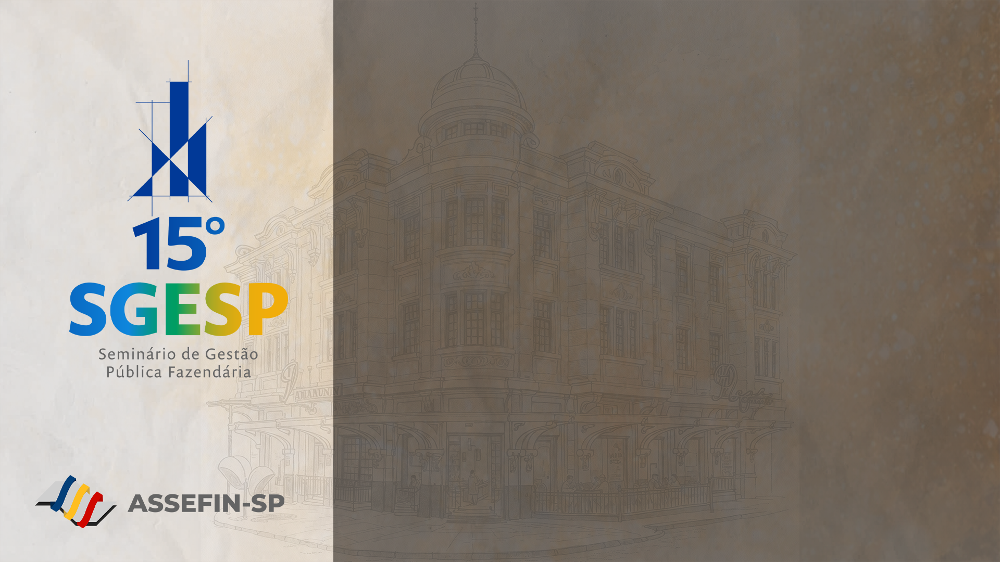 15°
SGESP
Seminário de Gestão
Pública Fazendária
ASSEFIN-SP